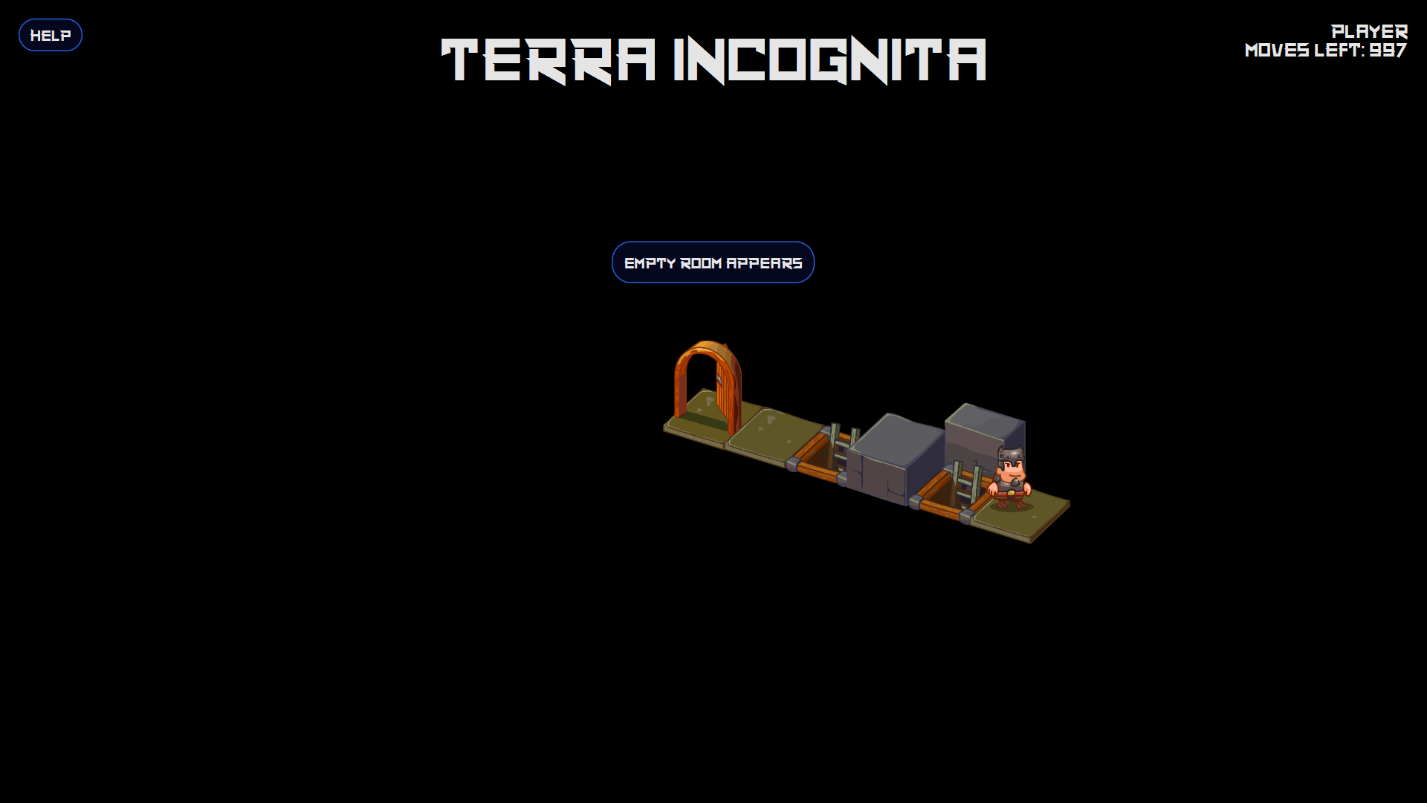 HELP
TERRA INCOGNITA
PLAYER
MOVES LEFT: 997
EMPTY ROOM APPEARS